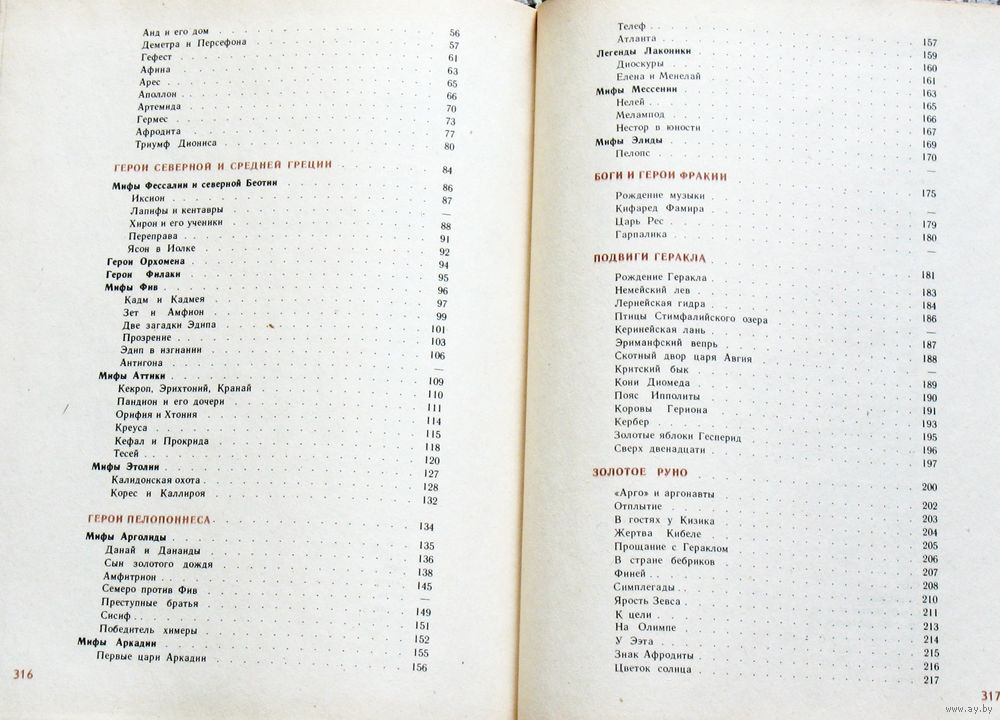 Аид и его дом 56
Деметра и Персефона 57
Гефест 61
Афина 63
Арес 65
Аполлон 66
Артемида 70
Гермес 73
Афродита 77
Триумф Диониса 80
ГЕРОИ СЕВЕРНОЙ И СРЕДНЕЙ ГРЕЦИИ 84
Мифы Фессалии и северной Беотии 86
Иксион 87
Лапифы и кентавры —
Хирон и его ученики 88
Переправа 91
Ясон в Иолке 92
Герои Орхомена 94
Герои Филаки 95
Мифы Фив 96
Кадм и Кадмея 97
Зет и Амфион 99
Две загадки Эдипа 101
Прозрение 103
Эдип в изгнании 106
Антигона —
Мифы Аттики 109
Кекроп, Эрихтоний, Кранай 110
Пандион и его дочери 111
Орифия и Хтония 114
Креуса 115
Кефал и Прокрида 118
Тесей 120
Мифы Этолии 127
Калидонская охота 128
Корес и Каллироя 132
ГЕРОИ ПЕЛОПОННЕСА 134
Мифы Арголиды 135
Данай и Данаиды 136
Сын золотого дождя 138
Амфитрион 145
Семеро против Фив —
Преступные братья 149
Сисиф 151
Победитель химеры 152
Мифы Аркадии 155
Первые цари Аркадии 156
316
Телеф 157
Атланта 159
Легенды Лаконики 160
Диоскуры 161
Елена и Менелай 163
Мифы Мессении 165
Нелей 166
Меламподд 167
Нестор в юности 169
Мифы Элиды 170
Пелопс —
БОГИ И ГЕРОИ ФРАКИИ 175
Рождение музыки —
Кифаред Фамира 179
Царь Рес 180
Гарпалика —
ПОДВИГИ ГЕРАКЛА 181
Рождение Геракла 183
Немейский лев 184
Лернейская гидра 186
Птицы Стимфалийского озера —
Керинейская лань 187
Эриманфский вепрь 188
Скотный двор царя Авгия —
Критский бык 189
Кони Диомеда 190
Пояс Ипполиты 191
Коровы Гериона 193
Кербер 195
Золотые яблоки Гесперид 196
Сверх двенадцати 197
ЗОЛОТОЕ РУНО 200
«Арго» и аргонавты 202
Отплытие 203
В гостях у Кизика 204
Жертва Кибеле 205
Прощание с Гераклом 206
В стране бебриков 207
Финей 208
Симплегады 210
Ярость Зевса 211
К цели 213
На Олимпе 214
У Ээта 215
Знак Афродиты 216
Цветок солнца 217
317
www.ay.by